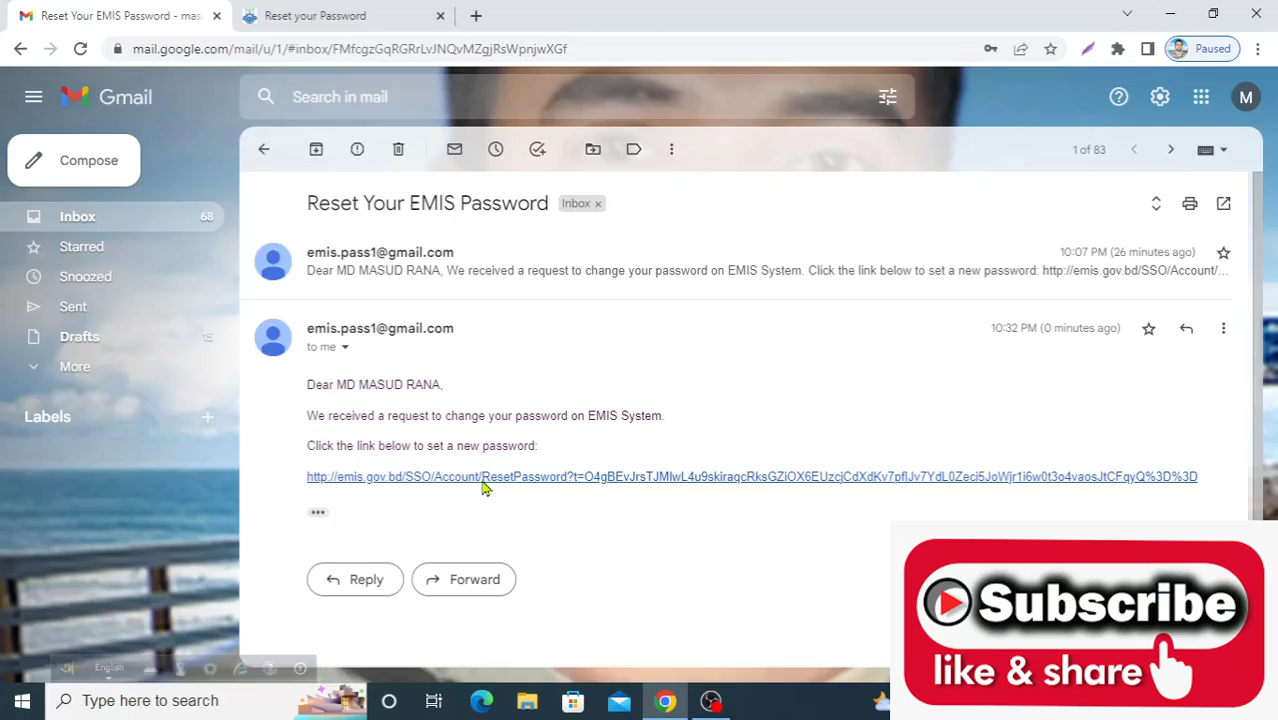 Reset Your EMIS Password - mas
Reset your Password
mail.google.com/mail/u/1/#inbox/FMfcgzGqRGRrLvJNQvMZgjRsWpnjwXGf
Paused
Gmail
Search in mail
M
Compose
1 of 83
Inbox 68
Starred
Snoozed
Sent
Drafts 15
More
Labels
Reset Your EMIS Password Inbox
emis.pass1@gmail.com 10:07 PM (26 minutes ago)
Dear MD MASUD RANA, We received a request to change your password on EMIS System. Click the link below to set a new password: http://emis.gov.bd/SSO/Account/...
emis.pass1@gmail.com 10:32 PM (0 minutes ago)
to me
Dear MD MASUD RANA,
We received a request to change your password on EMIS System.
Click the link below to set a new password:
http://emis.gov.bd/SSO/Account/ResetPassword?t=O4gBEvJrsTJMlwL4u9skiraqcRksGZiOX6EUzcjCdXdKv7pflJv7YdL0Zeci5JoWjr1i6w0t3o4vaosJtCFqyQ%3D%3D
Reply
Forward
English
Type here to search
Subscribe
like & share